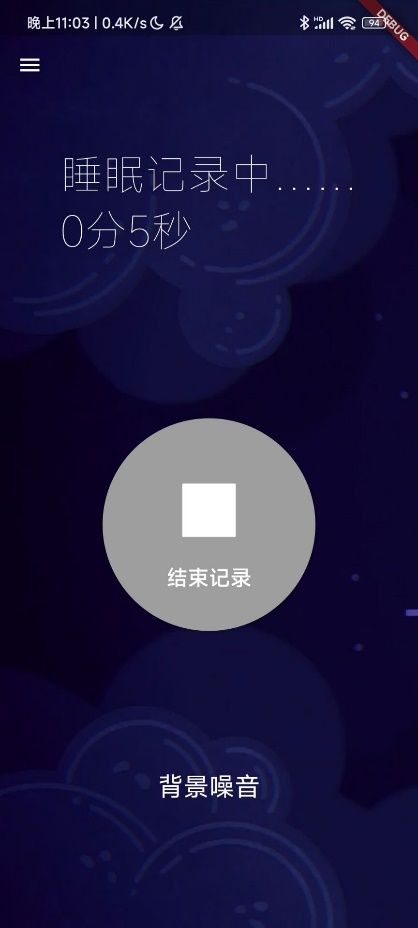 晚上11:03 | 0.4K/s
HD
94
DEBUG
睡眠记录中......
0分5秒
结束记录
背景噪音